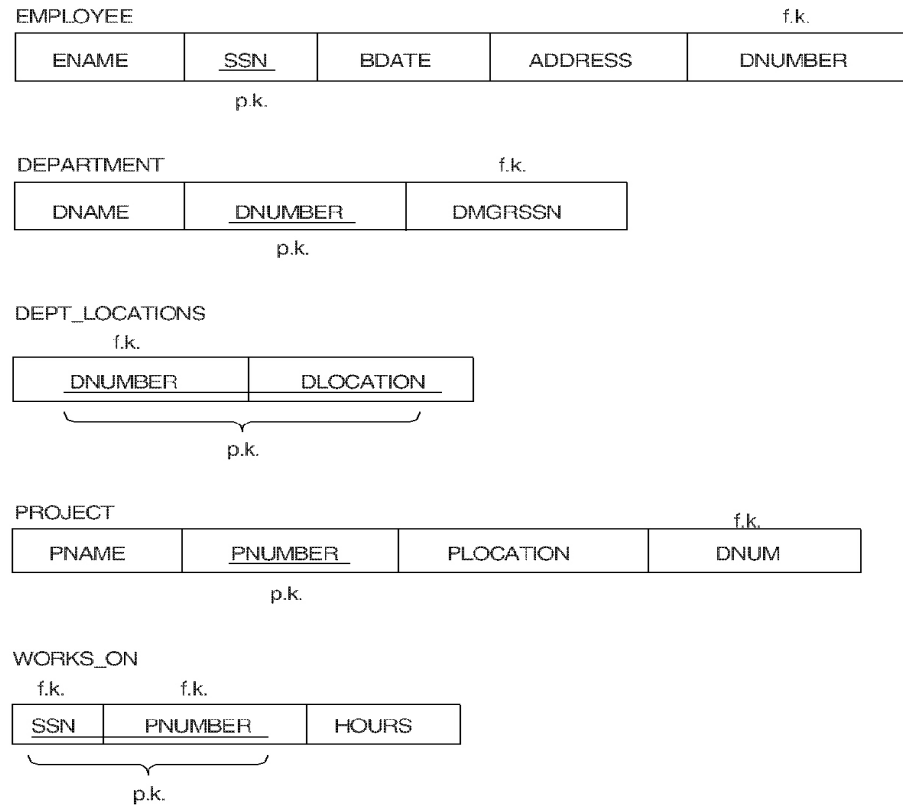 EMPLOYEE f.k.
ENAME SSN BDATE ADDRESS DNUMBER
p.k.
DEPARTMENT f.k.
DNAME DNUMBER DMGRSSN
p.k.
DEPT_LOCATIONS
f.k.
DNUMBER DLOCATION
p.k.
PROJECT f.k.
PNAME PNUMBER PLOCATION DNUM
p.k.
WORKS_ON
f.k. f.k.
SSN PNUMBER HOURS
p.k.